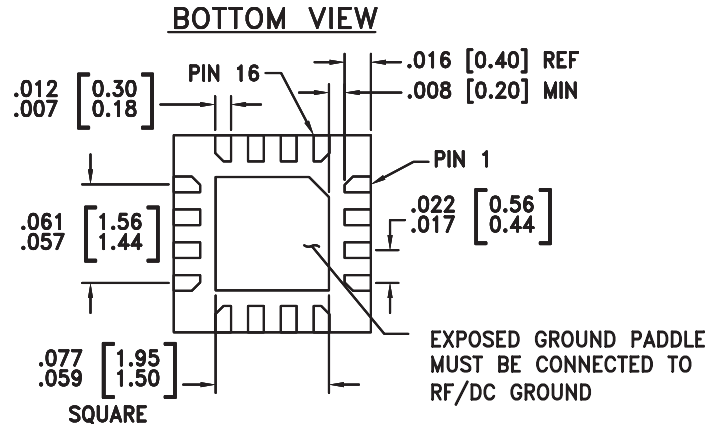 BOTTOM VIEW
.016 [0.40] REF
.008 [0.20] MIN
PIN 16
.012 [0.30]
.007 [0.18]
PIN 1
.022 [0.56]
.017 [0.44]
.061 [1.56]
.057 [1.44]
.077 [1.95]
.059 [1.50]
SQUARE
EXPOSED GROUND PADDLE
MUST BE CONNECTED TO
RF/DC GROUND